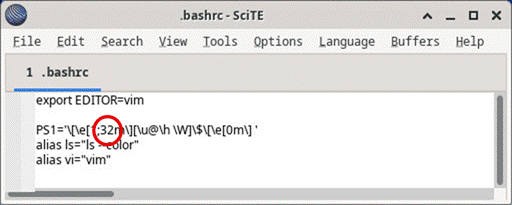 .bashrc - SciTE
File Edit Search View Tools Options Language Buffers Help
1 .bashrc
export EDITOR=vim
PS1='\[\e[1;32m\][\u@\h \W]\$\[\e[0m\] '
alias ls="ls --color"
alias vi="vim"